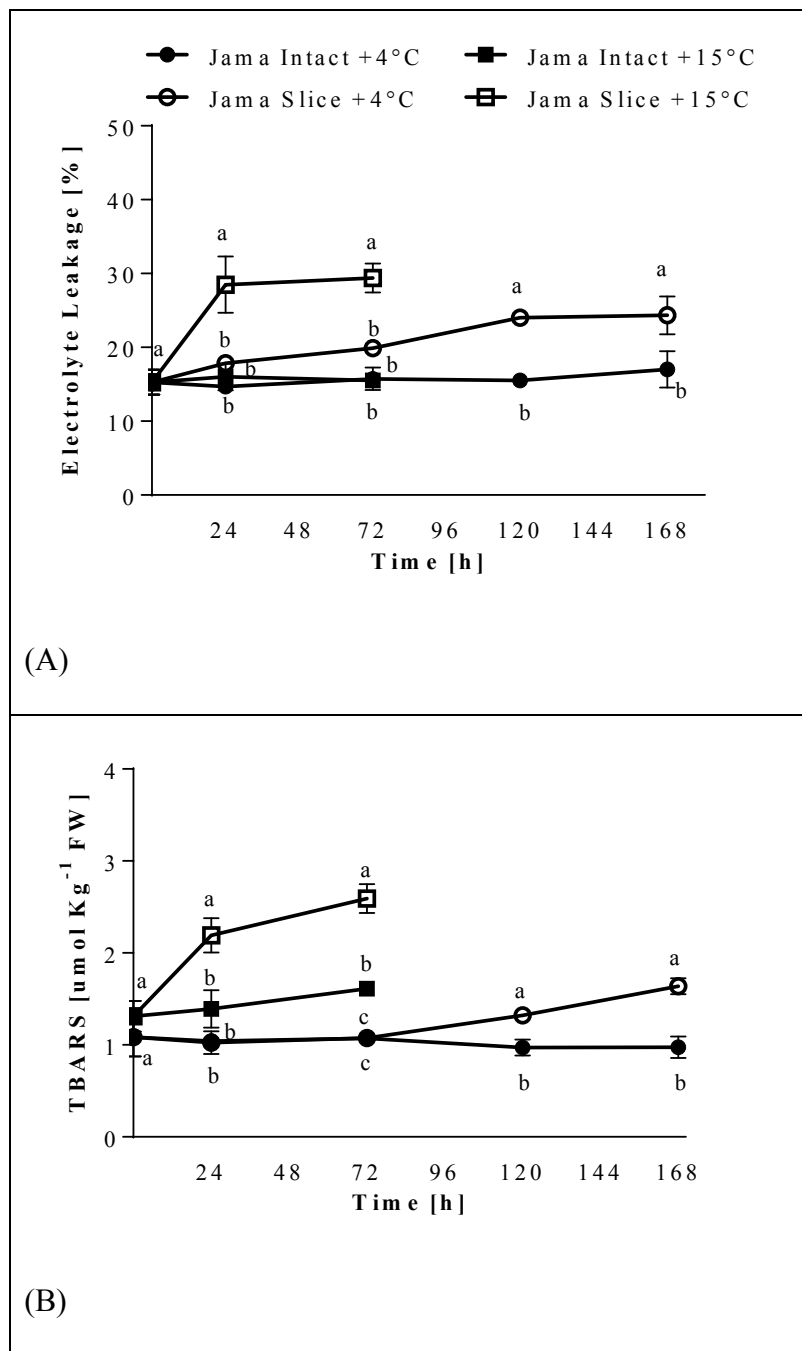 Jama Intact +4°C Jama Intact +15°C
Jama Slice +4°C Jama Slice +15°C
50
40
30
20
10
0
Electrolyte Leakage [%]
a a a
a
a b b
b b
b b b b
24 48 72 96 120 144 168
Time [h]
(A)
4
3
2
1
0
TBARS [umol Kg-1 FW]
a
a a
a b b a
b c
a b c b b
24 48 72 96 120 144 168
Time [h]
(B)